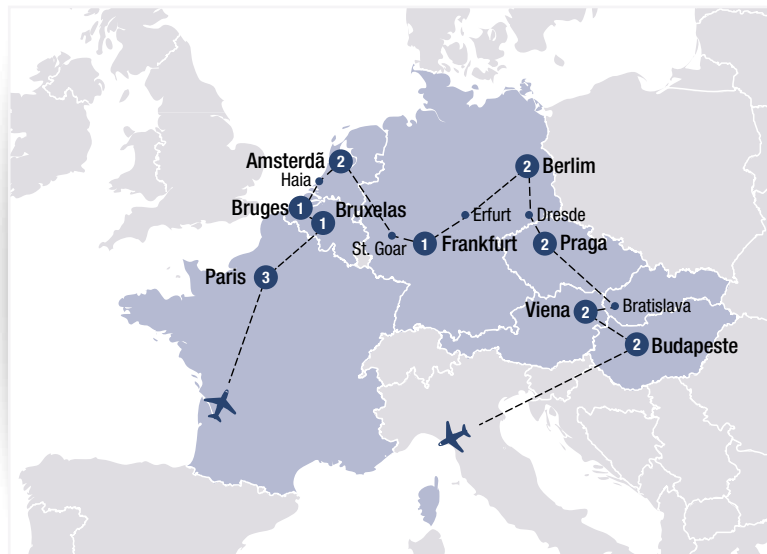 Amsterdã 2 2 Berlim
Haia
Bruges 1 Bruxelas Erfurt Dresde
1
St. Goar 1 Frankfurt 2 Praga
Paris 3
Viena 2 Bratislava
2 Budapeste